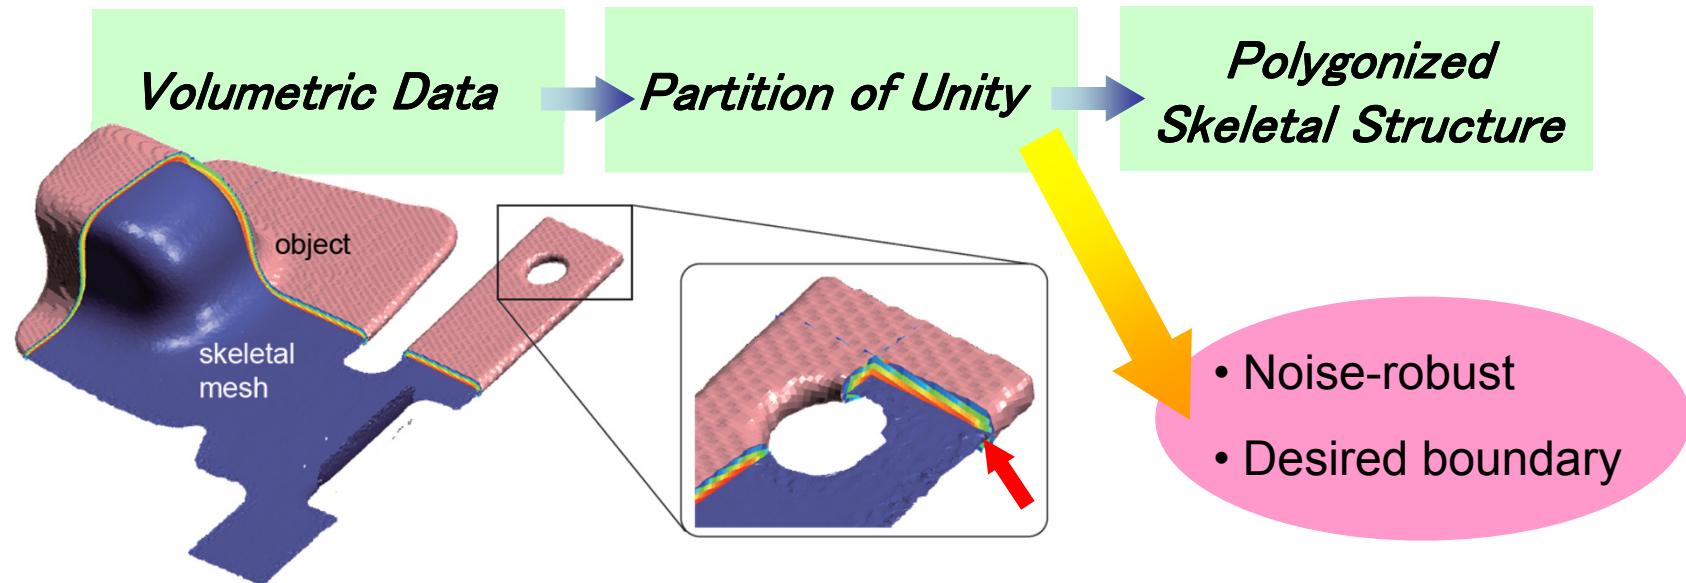 Volumetric Data
Partition of Unity
Polygonized
Skeletal Structure
object
skeletal
mesh
• Noise-robust
• Desired boundary